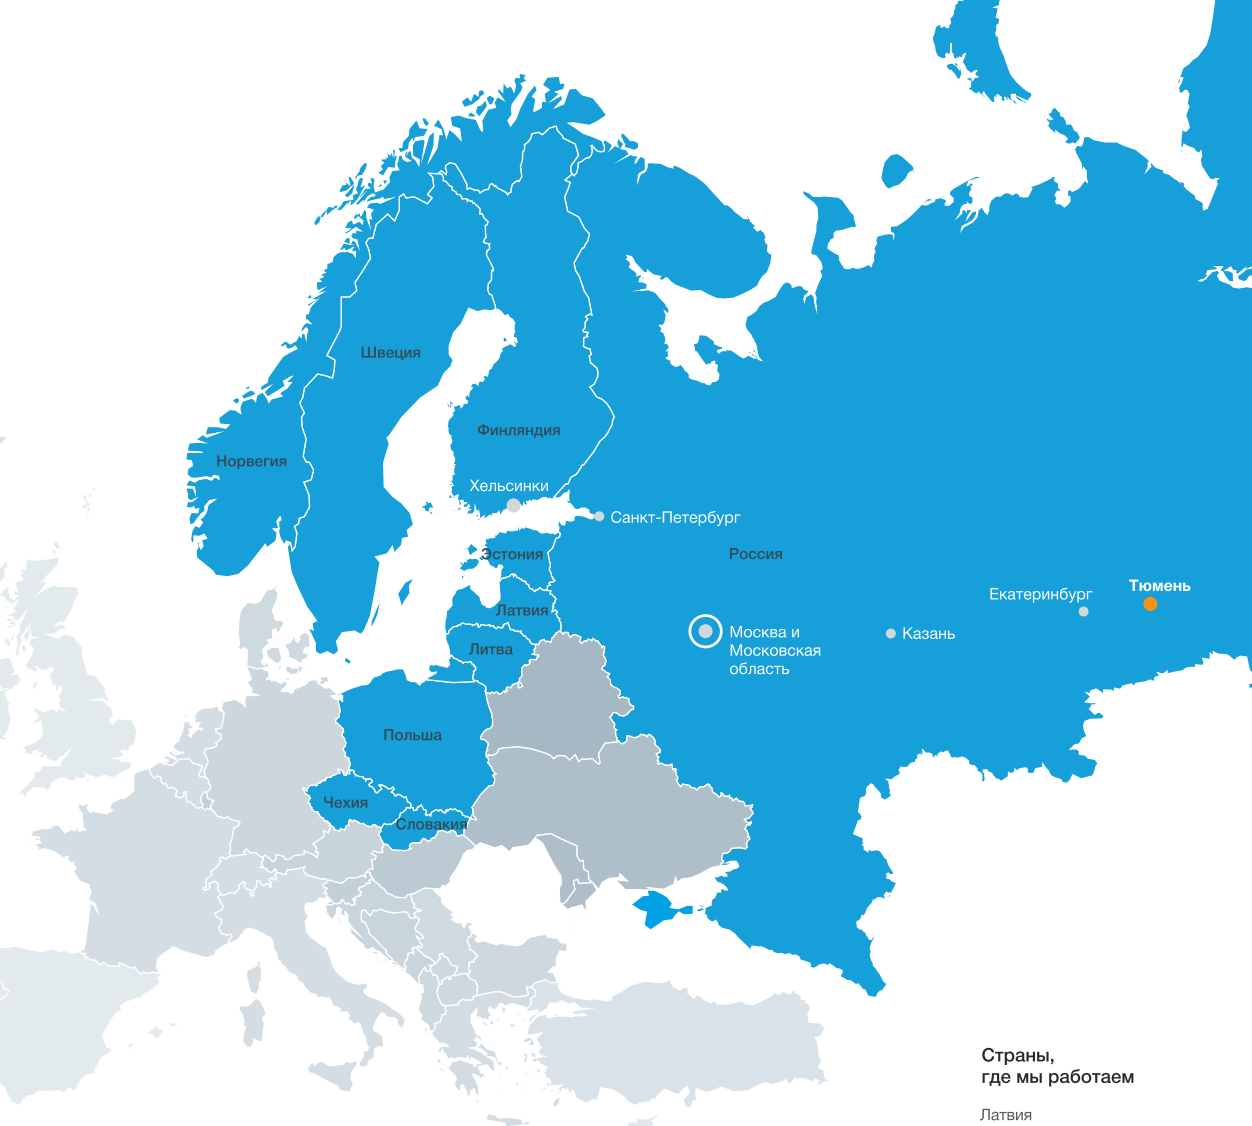 Швеция
Финляндия
Норвегия
Хельсинки
Санкт-Петербург
Эстония
Россия
Тюмень
Екатеринбург
Латвия
Москва и
Московская
область
Казань
Литва
Польша
Чехия
Словакия
Страны,
где мы работаем
Латвия